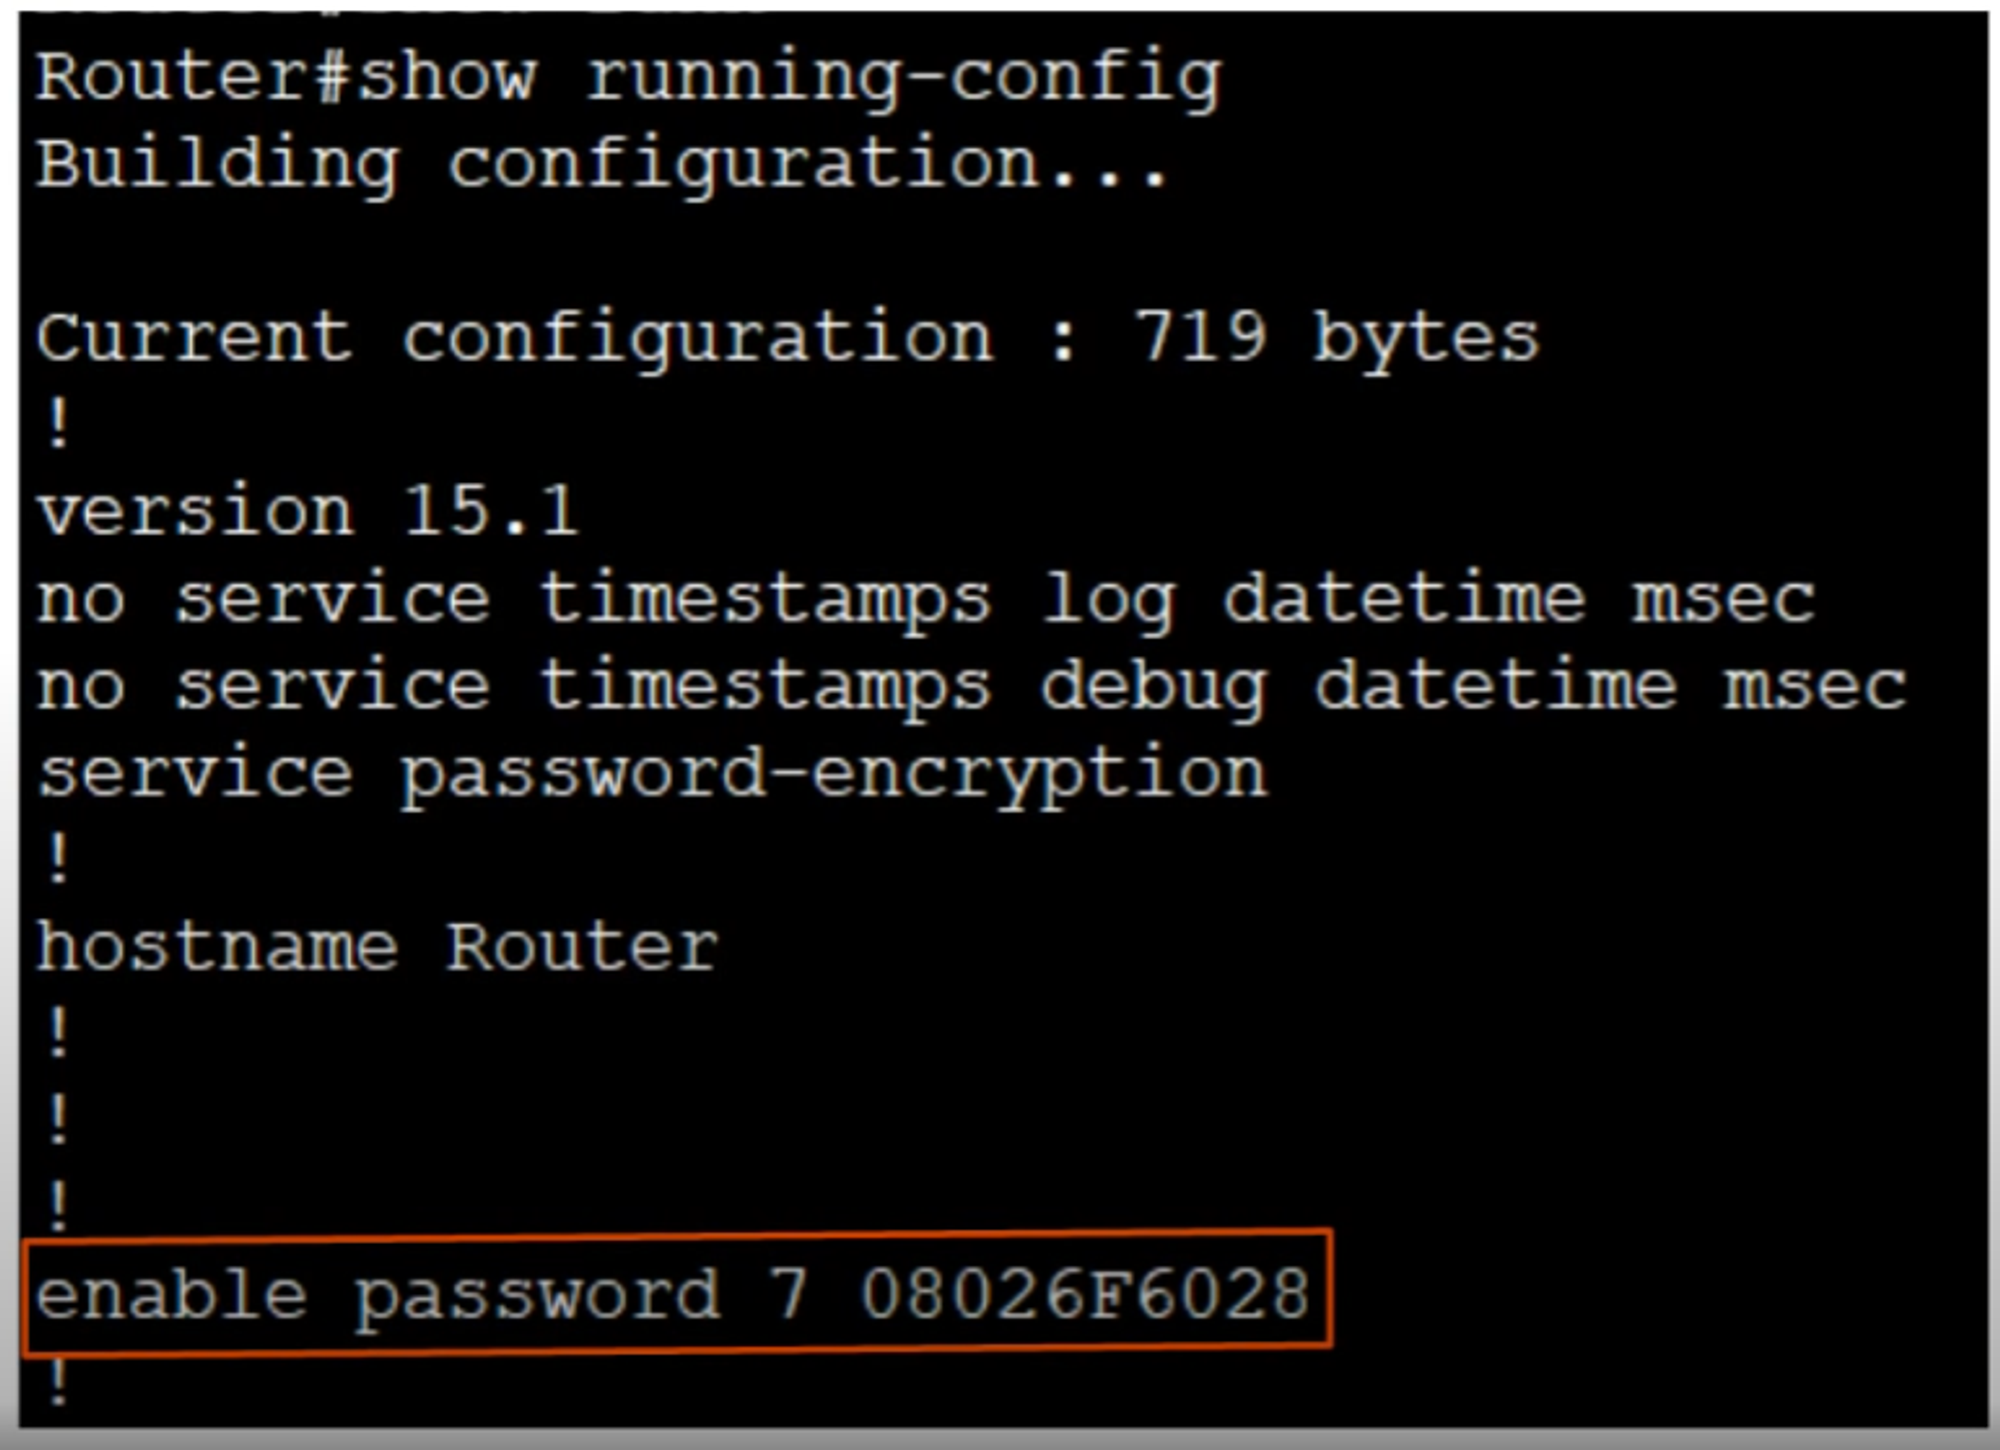 Router#show running-config
Building configuration...
Current configuration : 719 bytes
!
version 15.1
no service timestamps log datetime msec
no service timestamps debug datetime msec
service password-encryption
!
hostname Router
!
!
!
enable password 7 08026F6028
!